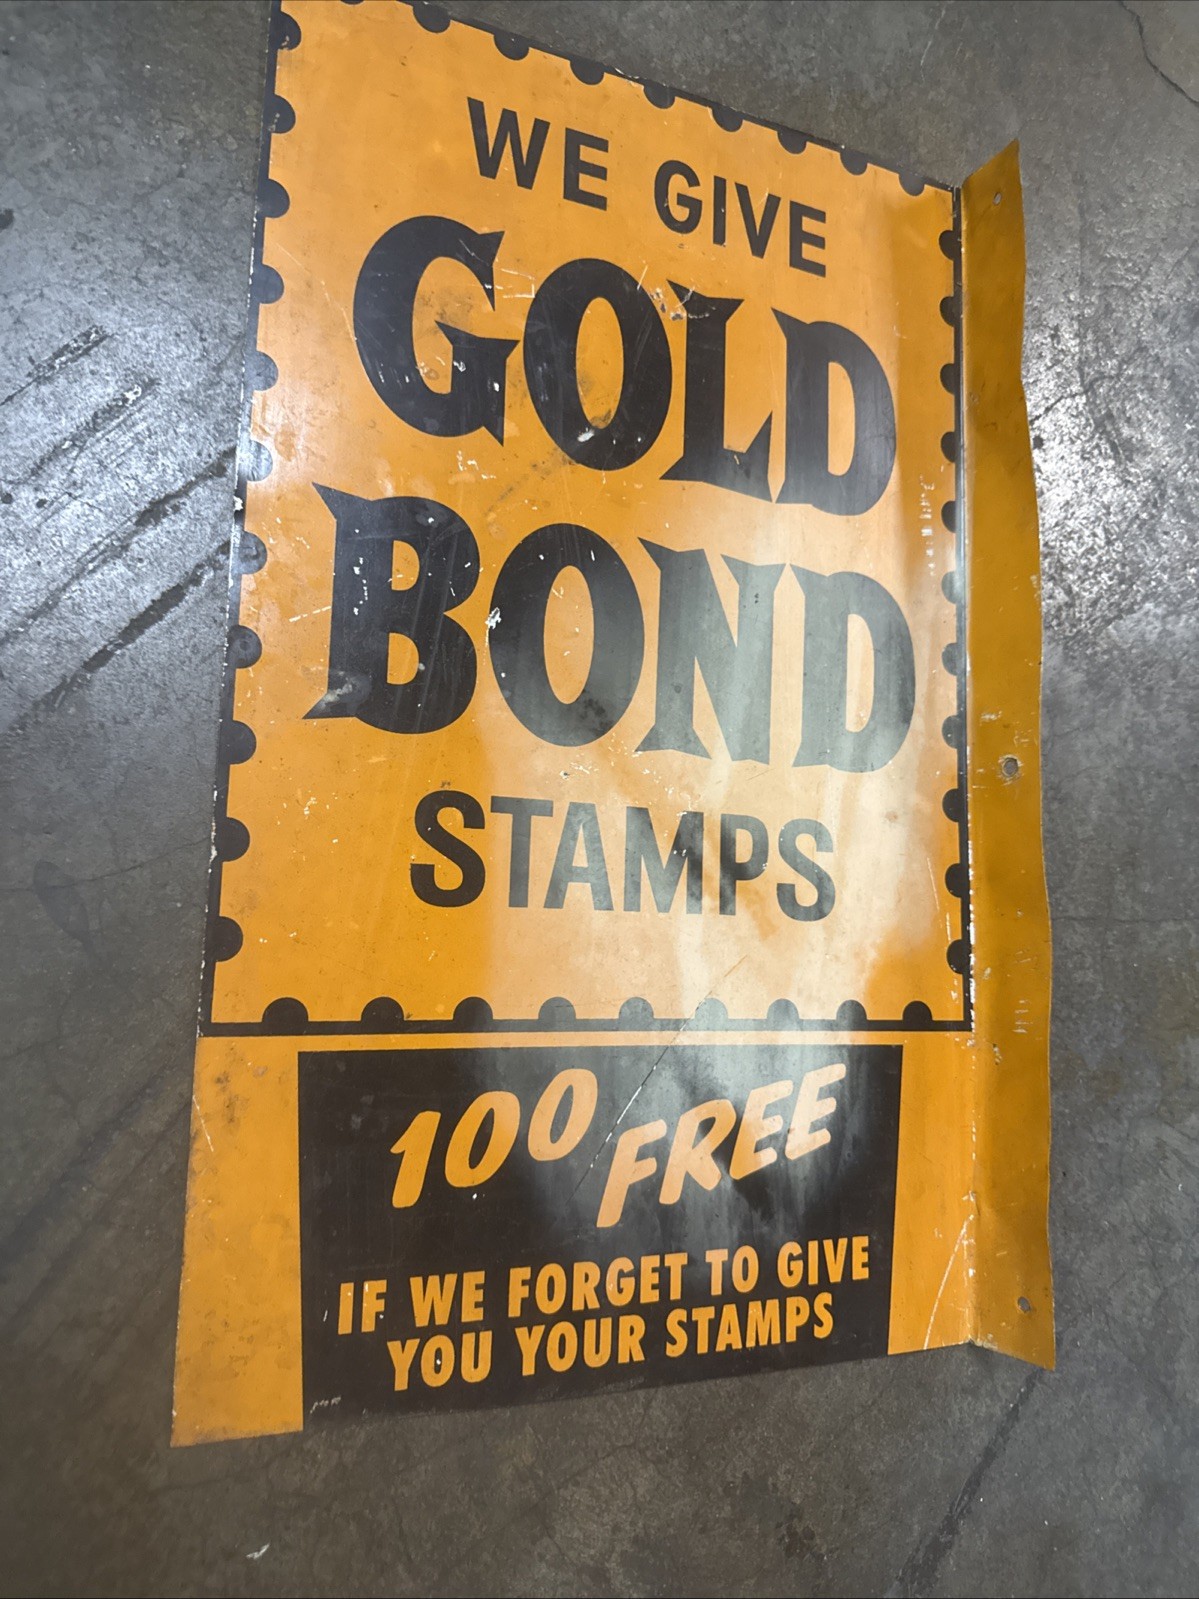 WE GIVE
GOLD
BOND
STAMPS
100 FREE
IF WE FORGET TO GIVE
YOU YOUR STAMPS